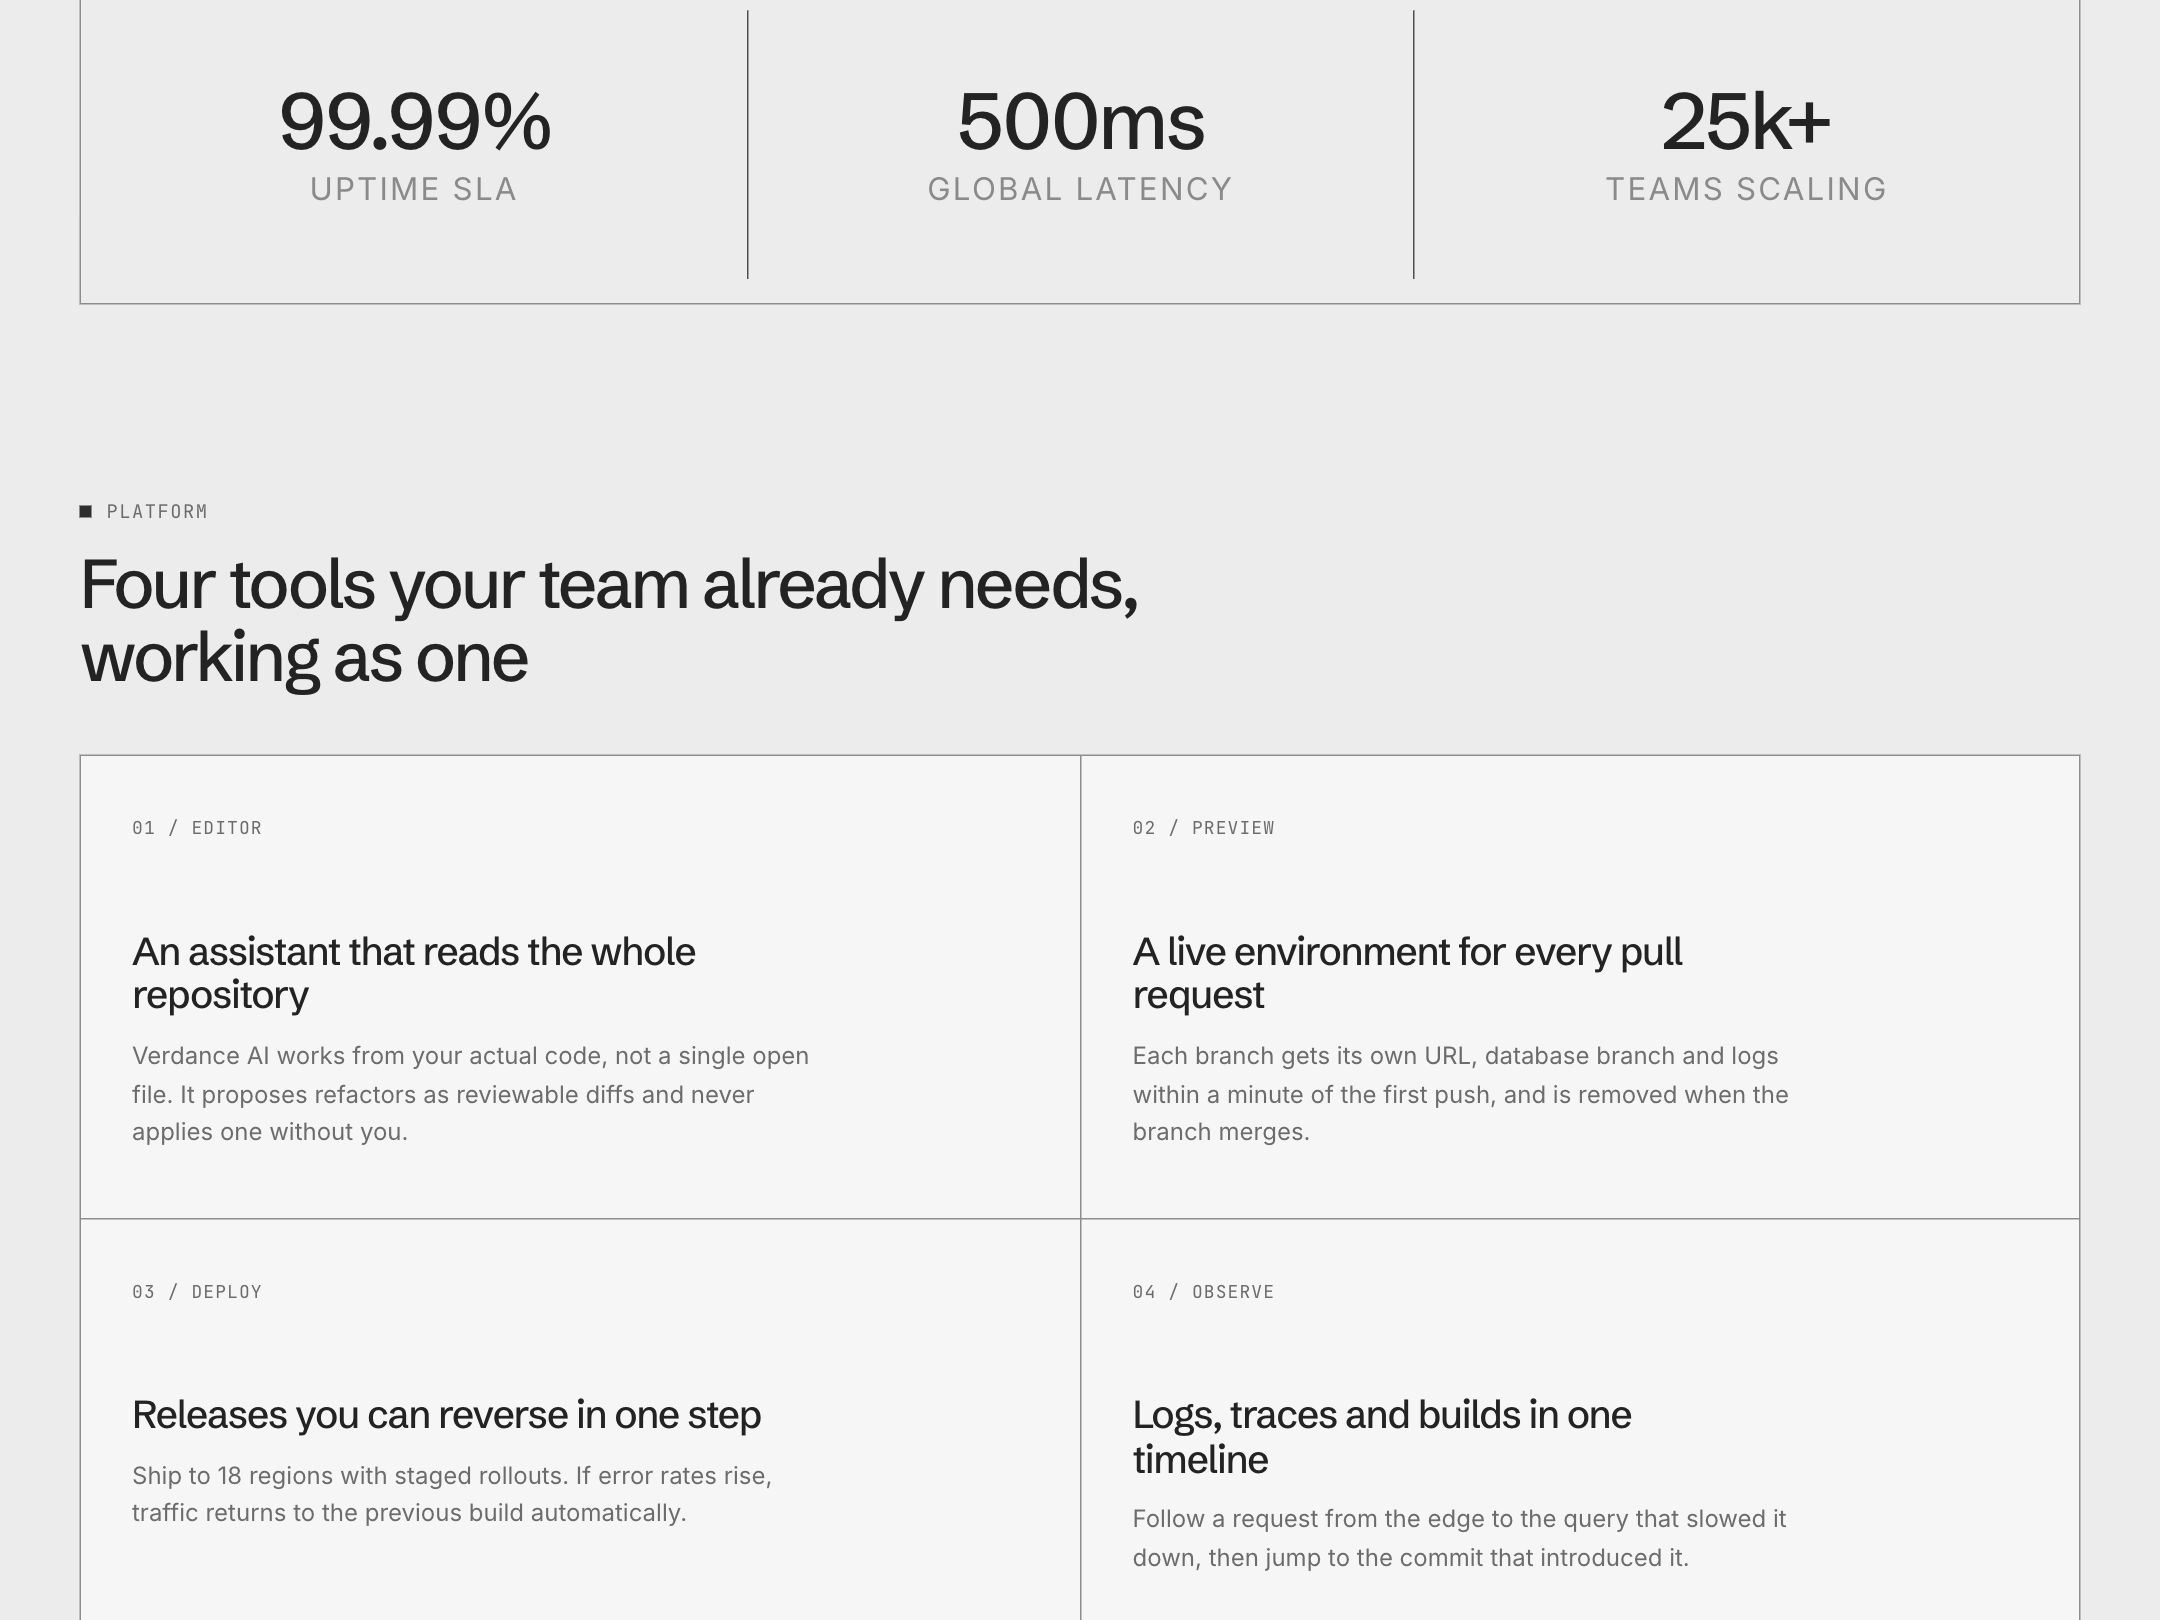 99.99%
UPTIME SLA
500ms
GLOBAL LATENCY
25k+
TEAMS SCALING
PLATFORM
Four tools your team already needs,
working as one
01 / EDITOR
An assistant that reads the whole
repository
Verdance AI works from your actual code, not a single open
file. It proposes refactors as reviewable diffs and never
applies one without you.
02 / PREVIEW
A live environment for every pull
request
Each branch gets its own URL, database branch and logs
within a minute of the first push, and is removed when the
branch merges.
03 / DEPLOY
Releases you can reverse in one step
Ship to 18 regions with staged rollouts. If error rates rise,
traffic returns to the previous build automatically.
04 / OBSERVE
Logs, traces and builds in one
timeline
Follow a request from the edge to the query that slowed it
down, then jump to the commit that introduced it.